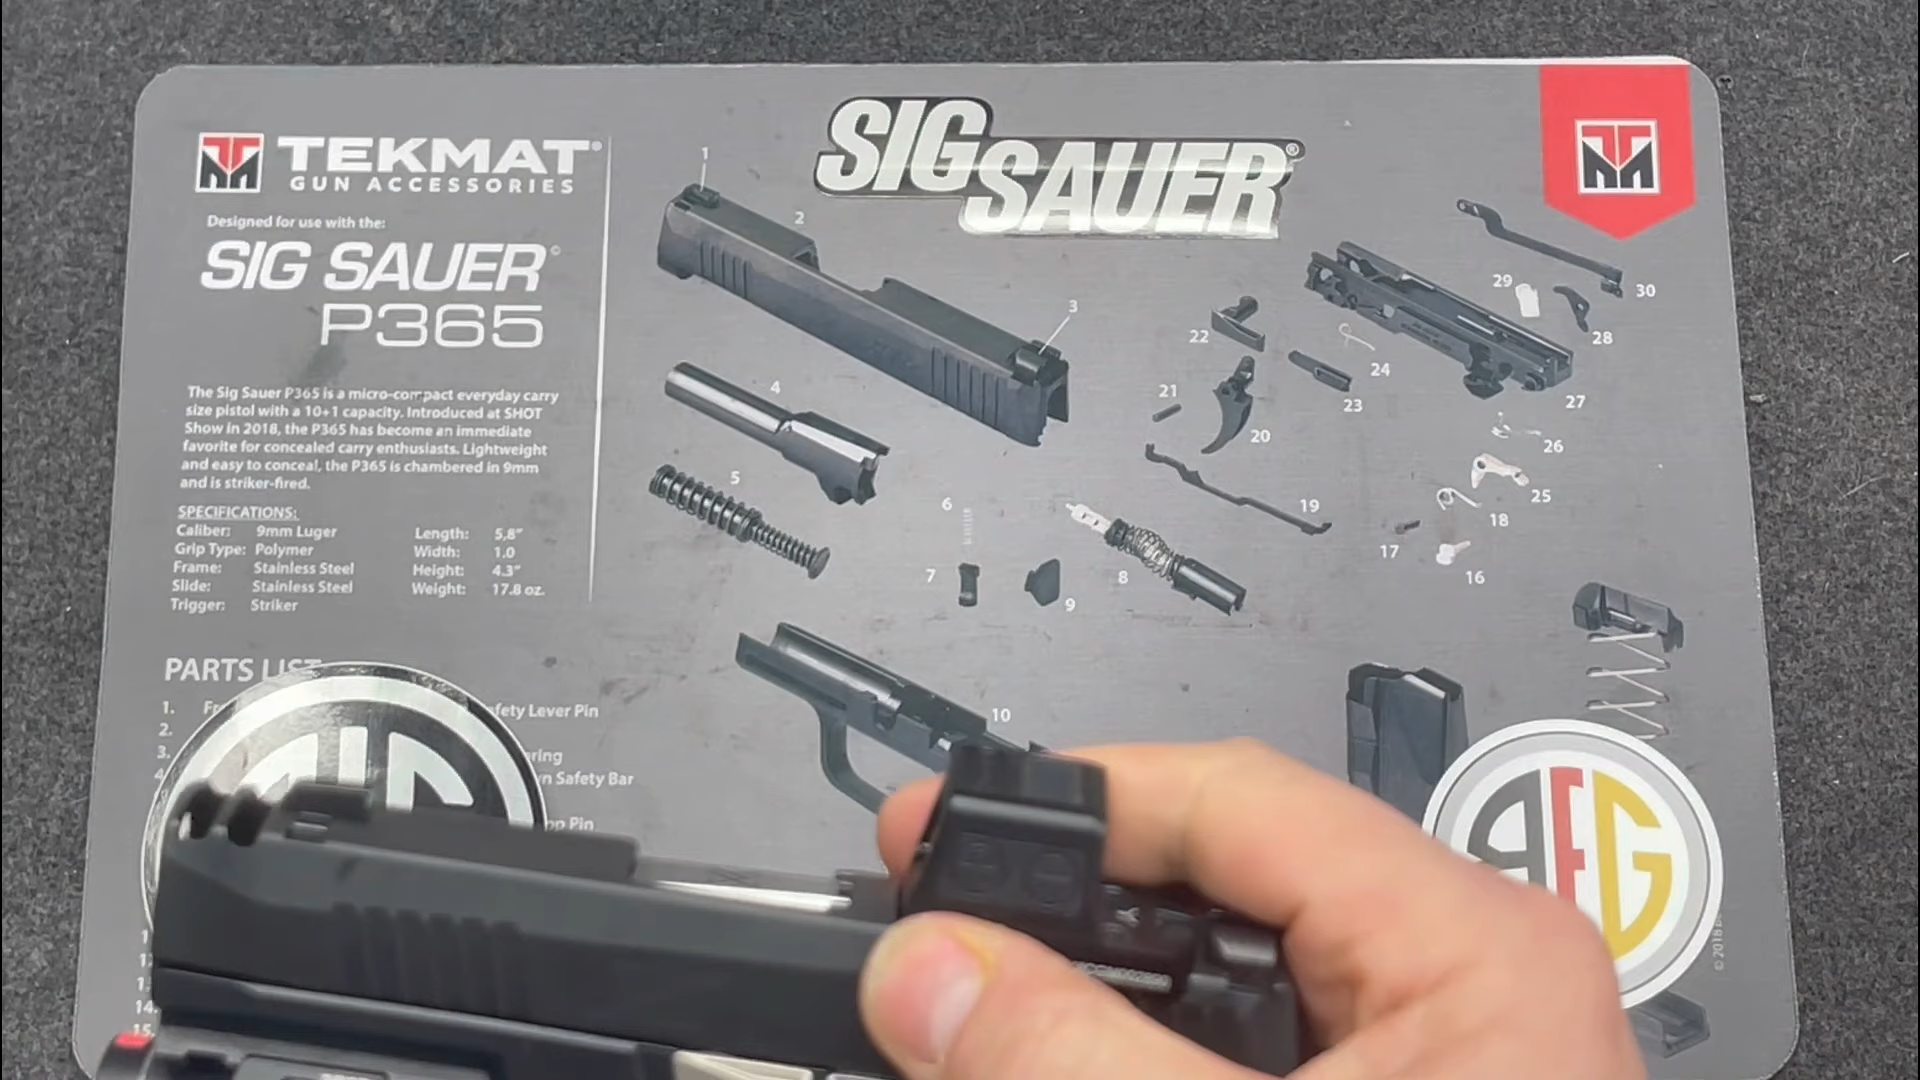 TEKMAT®
GUN ACCESSORIES
Designed for use with the:
SIG SAUER©
P365
The Sig Sauer P365 is a micro-compact everyday carry
size pistol with a 10+1 capacity. Introduced at SHOT
Show in 2018, the P365 has become an immediate
favorite for concealed carry enthusiasts. Lightweight
and easy to conceal, the P365 is chambered in 9mm
and is striker-fired.
SPECIFICATIONS:
Caliber: 9mm Luger Length: 5.8"
Grip Type: Polymer Width: 1.0
Frame: Stainless Steel Height: 4.3"
Slide: Stainless Steel Weight: 17.8 oz.
Trigger: Striker
PARTS LIST
1.
2.
3.
14.
15.
Lever Pin
Safety Bar
Pin
SIG SAUER®
1
2
3
4
5
6
7
8
9
10
16
17
18
19
20
21
22
23
24
25
26
27
28
29
30
TM
TM
REG
© 2018